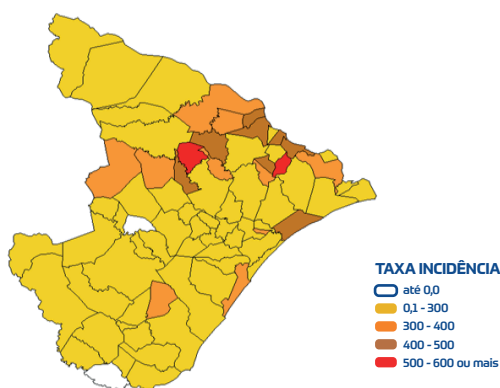 TAXA INCIDÊNCIA
até 0,0
0,1 - 300
300 - 400
400 - 500
500 - 600 ou mais